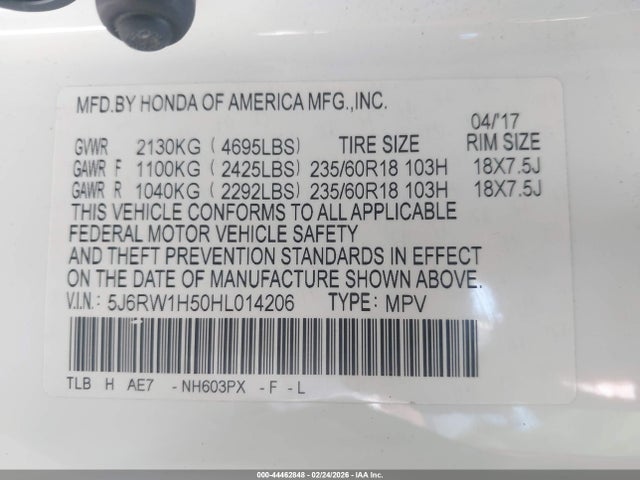 MFD.BY HONDA OF AMERICA MFG.,INC.
04/'17
GVWR 2130KG ( 4695LBS) TIRE SIZE RIM SIZE
GAWR F 1100KG ( 2425LBS) 235/60R18 103H 18X7.5J
GAWR R 1040KG ( 2292LBS) 235/60R18 103H 18X7.5J
THIS VEHICLE CONFORMS TO ALL APPLICABLE
FEDERAL MOTOR VEHICLE SAFETY
AND THEFT PREVENTION STANDARDS IN EFFECT
ON THE DATE OF MANUFACTURE SHOWN ABOVE.
V.I.N.: 5J6RW1H50HL014206 TYPE: MPV
TLB H AE7 -NH603PX -F -L
000-44462848 - 02/24/2026 - IAA Inc.